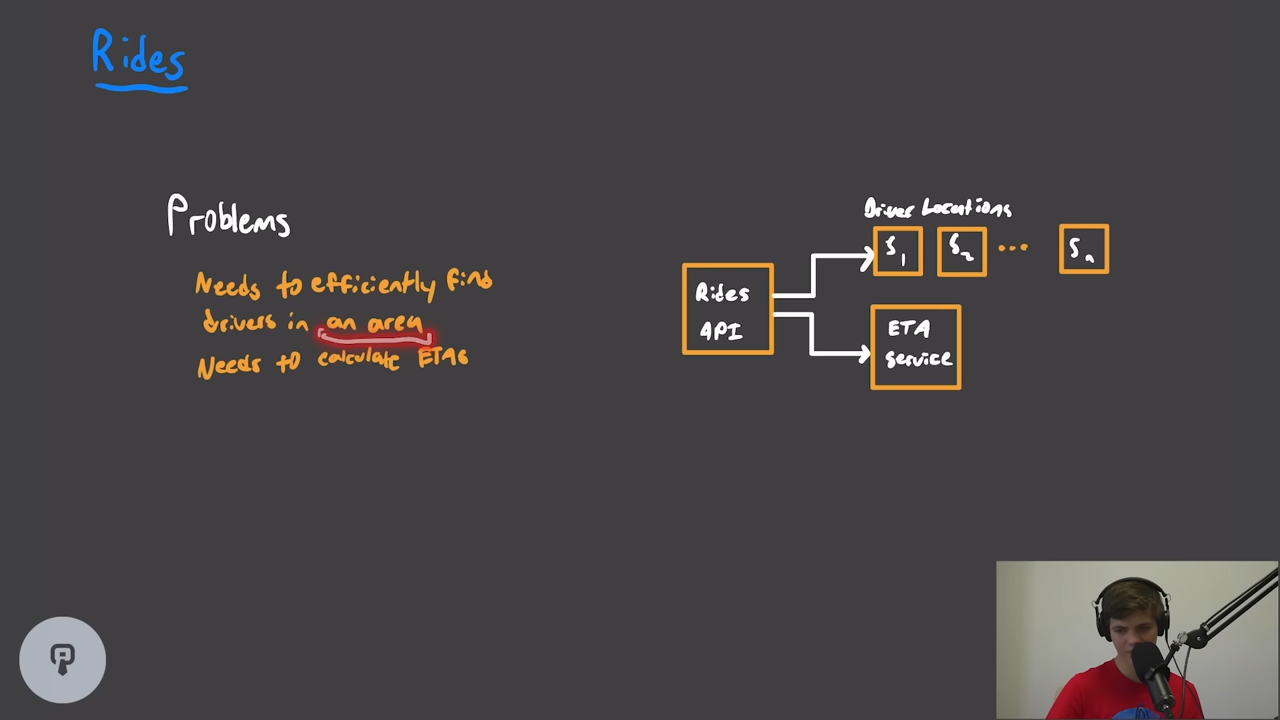 Rides
Problems
Needs to efficiently find
drivers in an area
Needs to calculate ETAs
Driver Locations
Rides
API
S1
S2
...
Sn
ETA
service